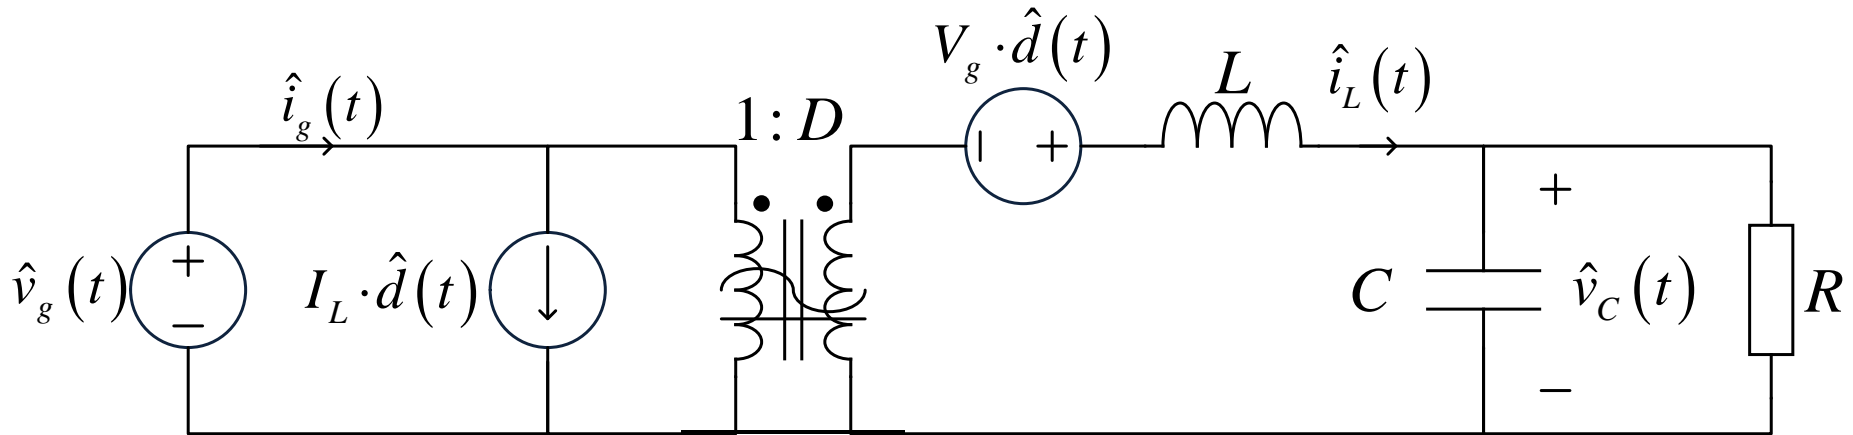 V_g · d̂(t)
L
î_L(t)
î_g(t)
1:D
+
v̂_g(t)
+
−
I_L · d̂(t)
C
+
v̂_C(t)
−
R